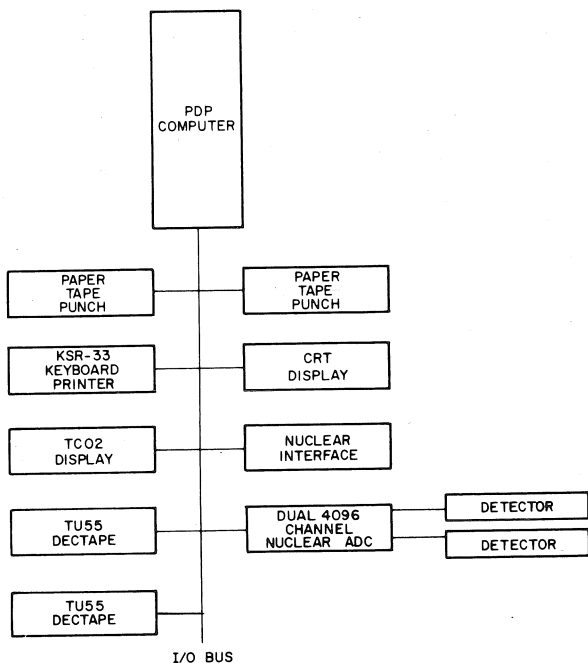 PDP
COMPUTER
PAPER
TAPE
PUNCH
PAPER
TAPE
PUNCH
KSR-33
KEYBOARD
PRINTER
CRT
DISPLAY
TC02
DISPLAY
NUCLEAR
INTERFACE
TU55
DECTAPE
DUAL 4096
CHANNEL
NUCLEAR ADC
DETECTOR
DETECTOR
TU55
DECTAPE
I/O BUS